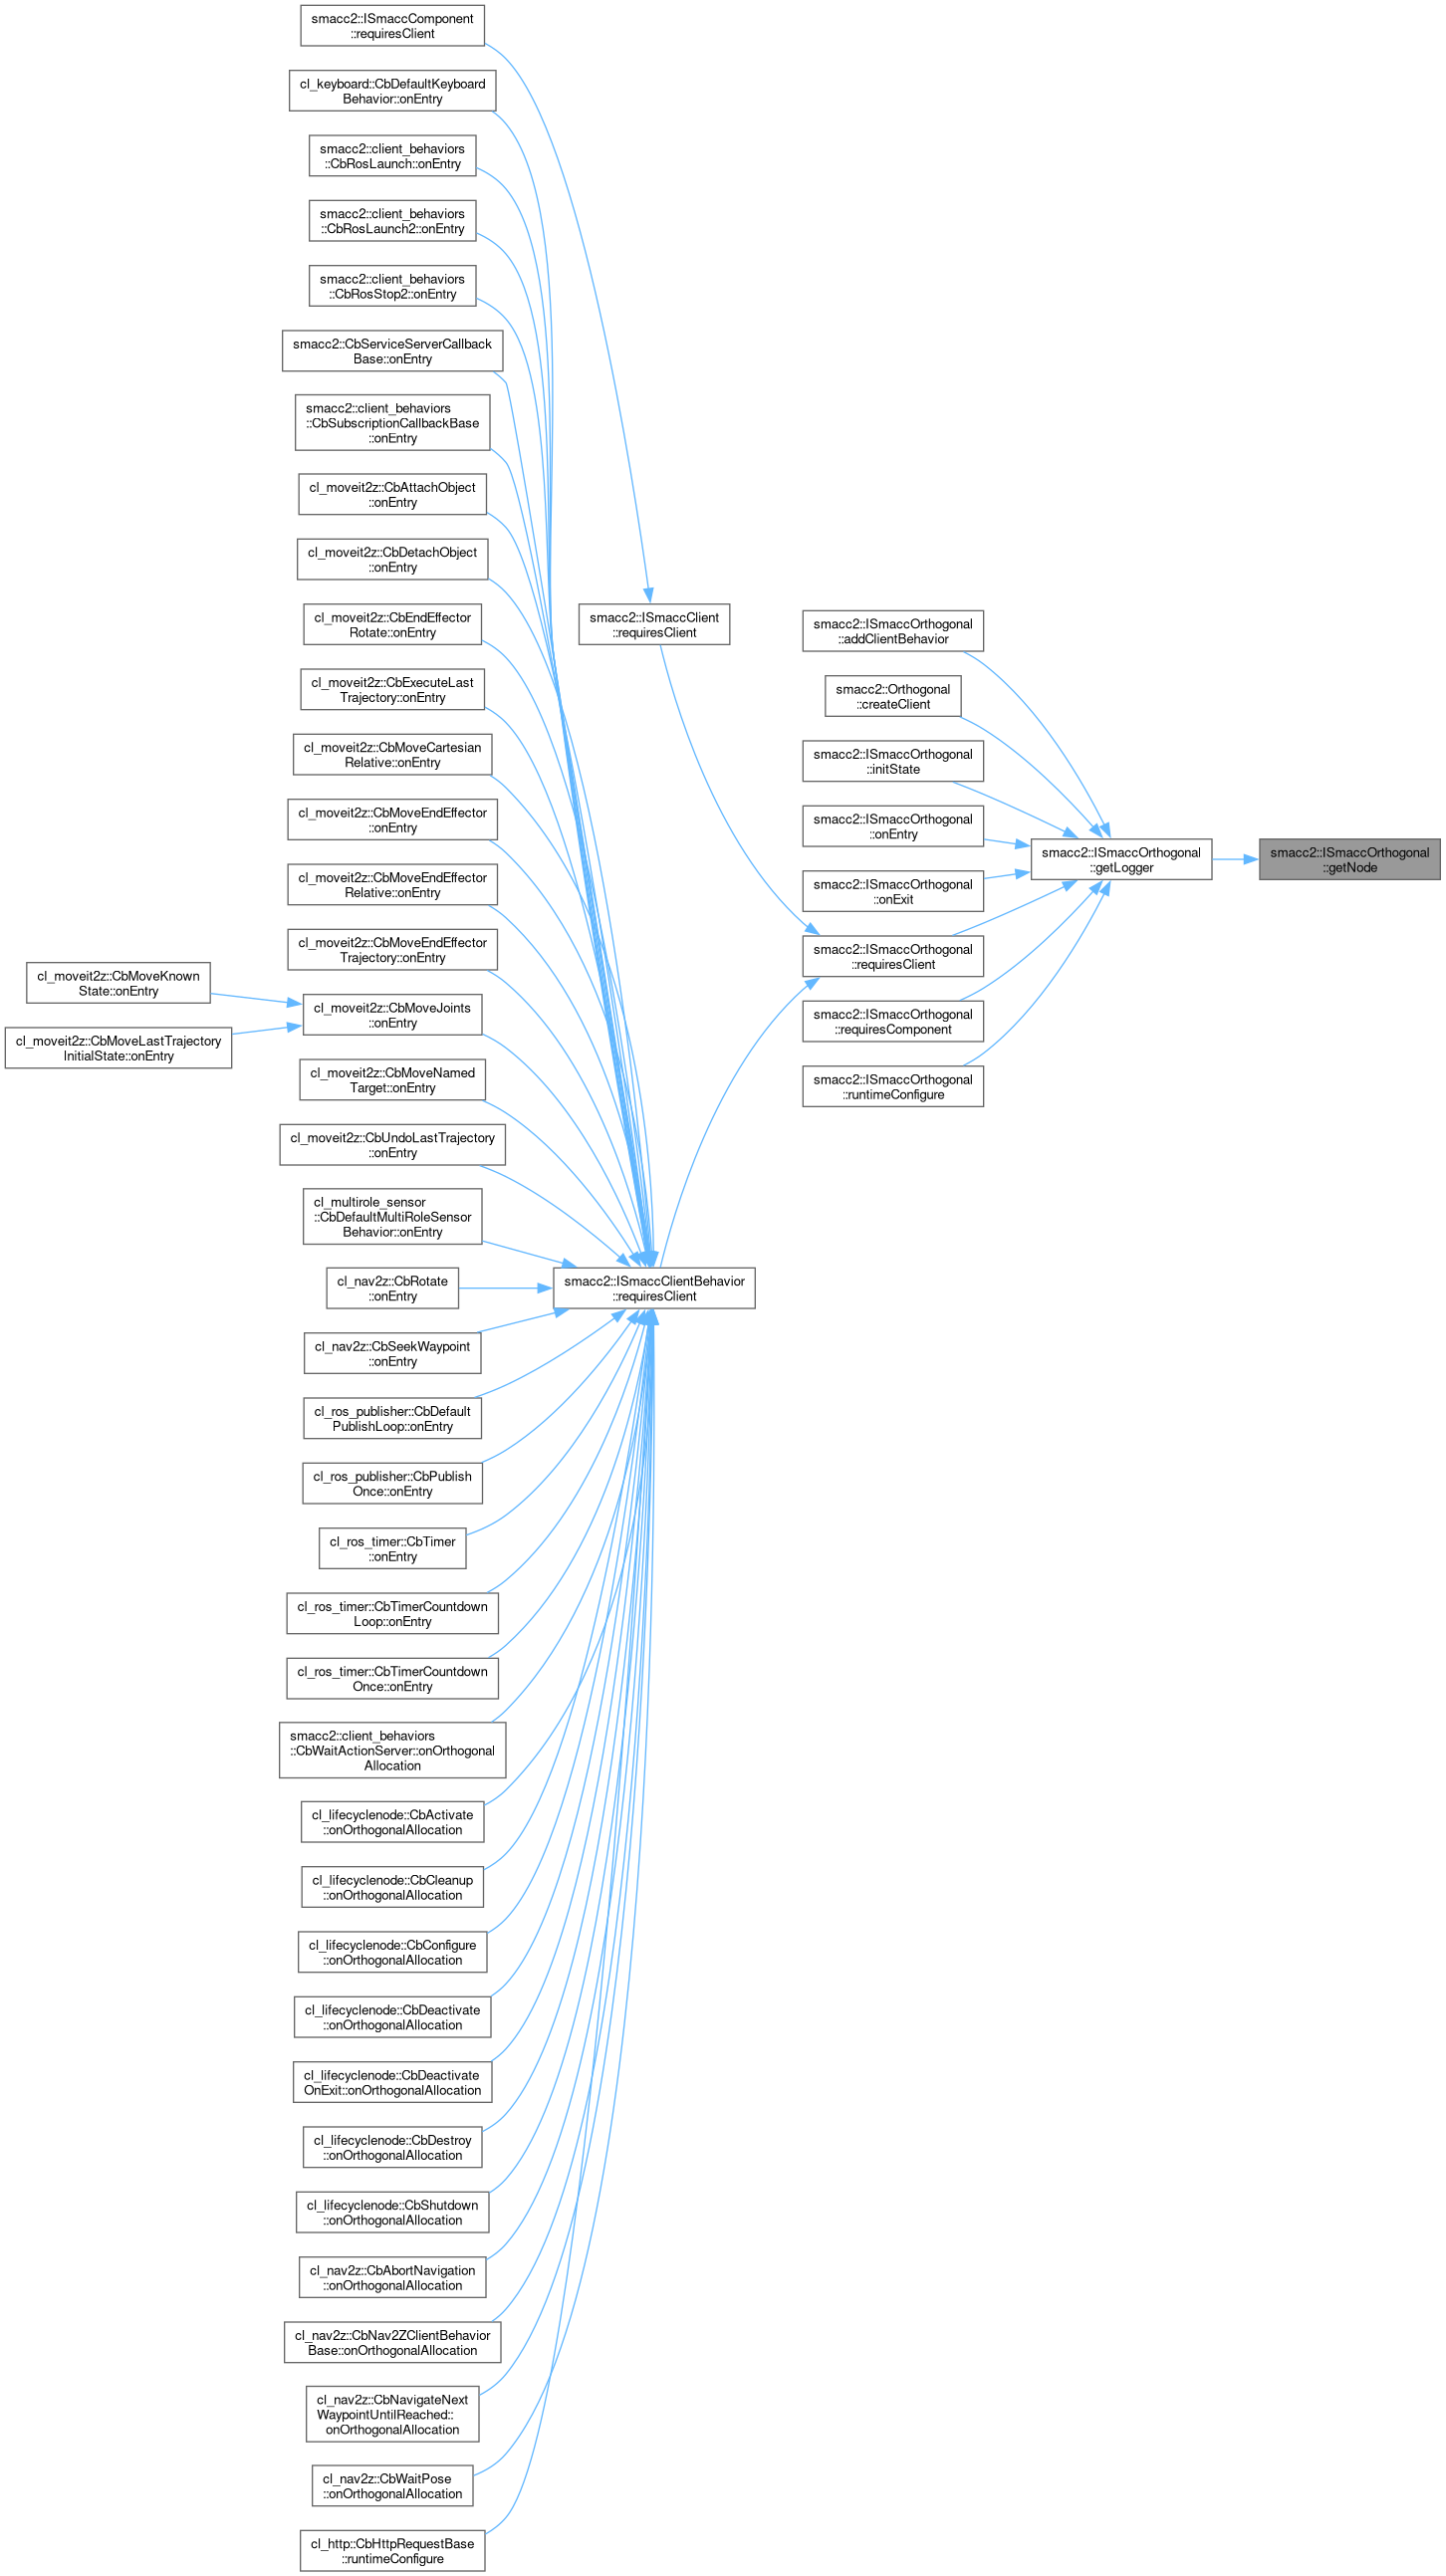 smacc2::ISmaccComponent
::requiresClient
cl_keyboard::CbDefaultKeyboard
Behavior::onEntry
smacc2::client_behaviors
::CbRosLaunch::onEntry
smacc2::client_behaviors
::CbRosLaunch2::onEntry
smacc2::client_behaviors
::CbRosStop2::onEntry
smacc2::CbServiceServerCallback
Base::onEntry
smacc2::client_behaviors
::CbSubscriptionCallbackBase
::onEntry
cl_moveit2z::CbAttachObject
::onEntry
cl_moveit2z::CbDetachObject
::onEntry
cl_moveit2z::CbEndEffector
Rotate::onEntry
cl_moveit2z::CbExecuteLast
Trajectory::onEntry
cl_moveit2z::CbMoveCartesian
Relative::onEntry
cl_moveit2z::CbMoveEndEffector
::onEntry
cl_moveit2z::CbMoveEndEffector
Relative::onEntry
cl_moveit2z::CbMoveEndEffector
Trajectory::onEntry
cl_moveit2z::CbMoveKnown
State::onEntry
cl_moveit2z::CbMoveLastTrajectory
InitialState::onEntry
cl_moveit2z::CbMoveJoints
::onEntry
cl_moveit2z::CbMoveNamed
Target::onEntry
cl_moveit2z::CbUndoLastTrajectory
::onEntry
cl_multirole_sensor
::CbDefaultMultiRoleSensor
Behavior::onEntry
cl_nav2z::CbRotate
::onEntry
cl_nav2z::CbSeekWaypoint
::onEntry
cl_ros_publisher::CbDefault
PublishLoop::onEntry
cl_ros_publisher::CbPublish
Once::onEntry
cl_ros_timer::CbTimer
::onEntry
cl_ros_timer::CbTimerCountdown
Loop::onEntry
cl_ros_timer::CbTimerCountdown
Once::onEntry
smacc2::client_behaviors
::CbWaitActionServer::onOrthogonal
Allocation
cl_lifecyclenode::CbActivate
::onOrthogonalAllocation
cl_lifecyclenode::CbCleanup
::onOrthogonalAllocation
cl_lifecyclenode::CbConfigure
::onOrthogonalAllocation
cl_lifecyclenode::CbDeactivate
::onOrthogonalAllocation
cl_lifecyclenode::CbDeactivate
OnExit::onOrthogonalAllocation
cl_lifecyclenode::CbDestroy
::onOrthogonalAllocation
cl_lifecyclenode::CbShutdown
::onOrthogonalAllocation
cl_nav2z::CbAbortNavigation
::onOrthogonalAllocation
cl_nav2z::CbNav2ZClientBehavior
Base::onOrthogonalAllocation
cl_nav2z::CbNavigateNext
WaypointUntilReached::
onOrthogonalAllocation
cl_nav2z::CbWaitPose
::onOrthogonalAllocation
cl_http::CbHttpRequestBase
::runtimeConfigure
smacc2::ISmaccClient
::requiresClient
smacc2::ISmaccClientBehavior
::requiresClient
smacc2::ISmaccOrthogonal
::addClientBehavior
smacc2::Orthogonal
::createClient
smacc2::ISmaccOrthogonal
::initState
smacc2::ISmaccOrthogonal
::onEntry
smacc2::ISmaccOrthogonal
::onExit
smacc2::ISmaccOrthogonal
::requiresClient
smacc2::ISmaccOrthogonal
::requiresComponent
smacc2::ISmaccOrthogonal
::runtimeConfigure
smacc2::ISmaccOrthogonal
::getLogger
smacc2::ISmaccOrthogonal
::getNode